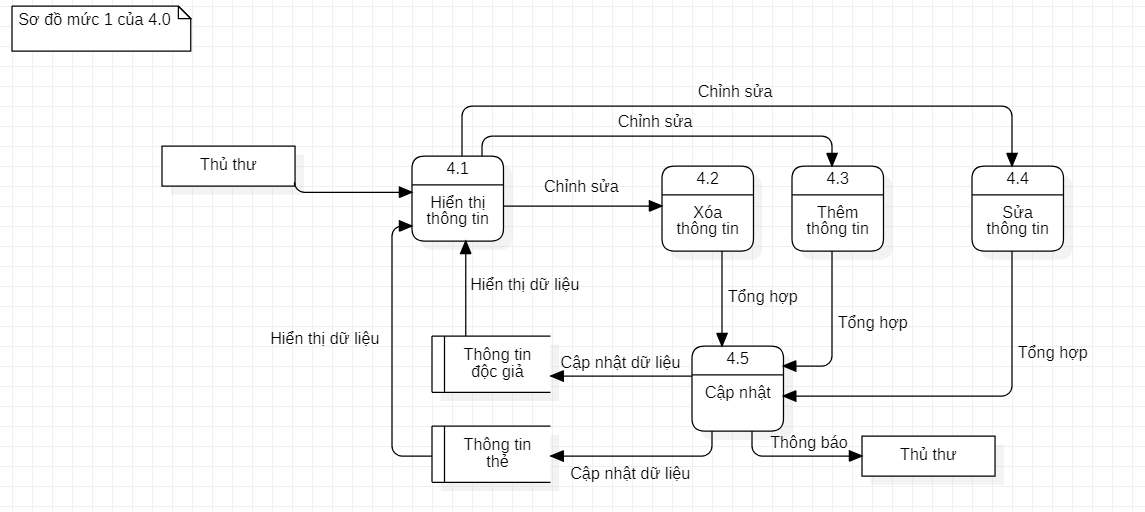 Sơ đồ mức 1 của 4.0
Chỉnh sửa
Chỉnh sửa
Thủ thư
4.1
Hiển thị
thông tin
Chỉnh sửa
4.2
Xóa
thông tin
4.3
Thêm
thông tin
4.4
Sửa
thông tin
Hiển thị dữ liệu
Tổng hợp
Tổng hợp
Hiển thị dữ liệu
Tổng hợp
Thông tin
độc giả
Cập nhật dữ liệu
4.5
Cập nhật
Thông tin
thẻ
Cập nhật dữ liệu
Thông báo
Thủ thư